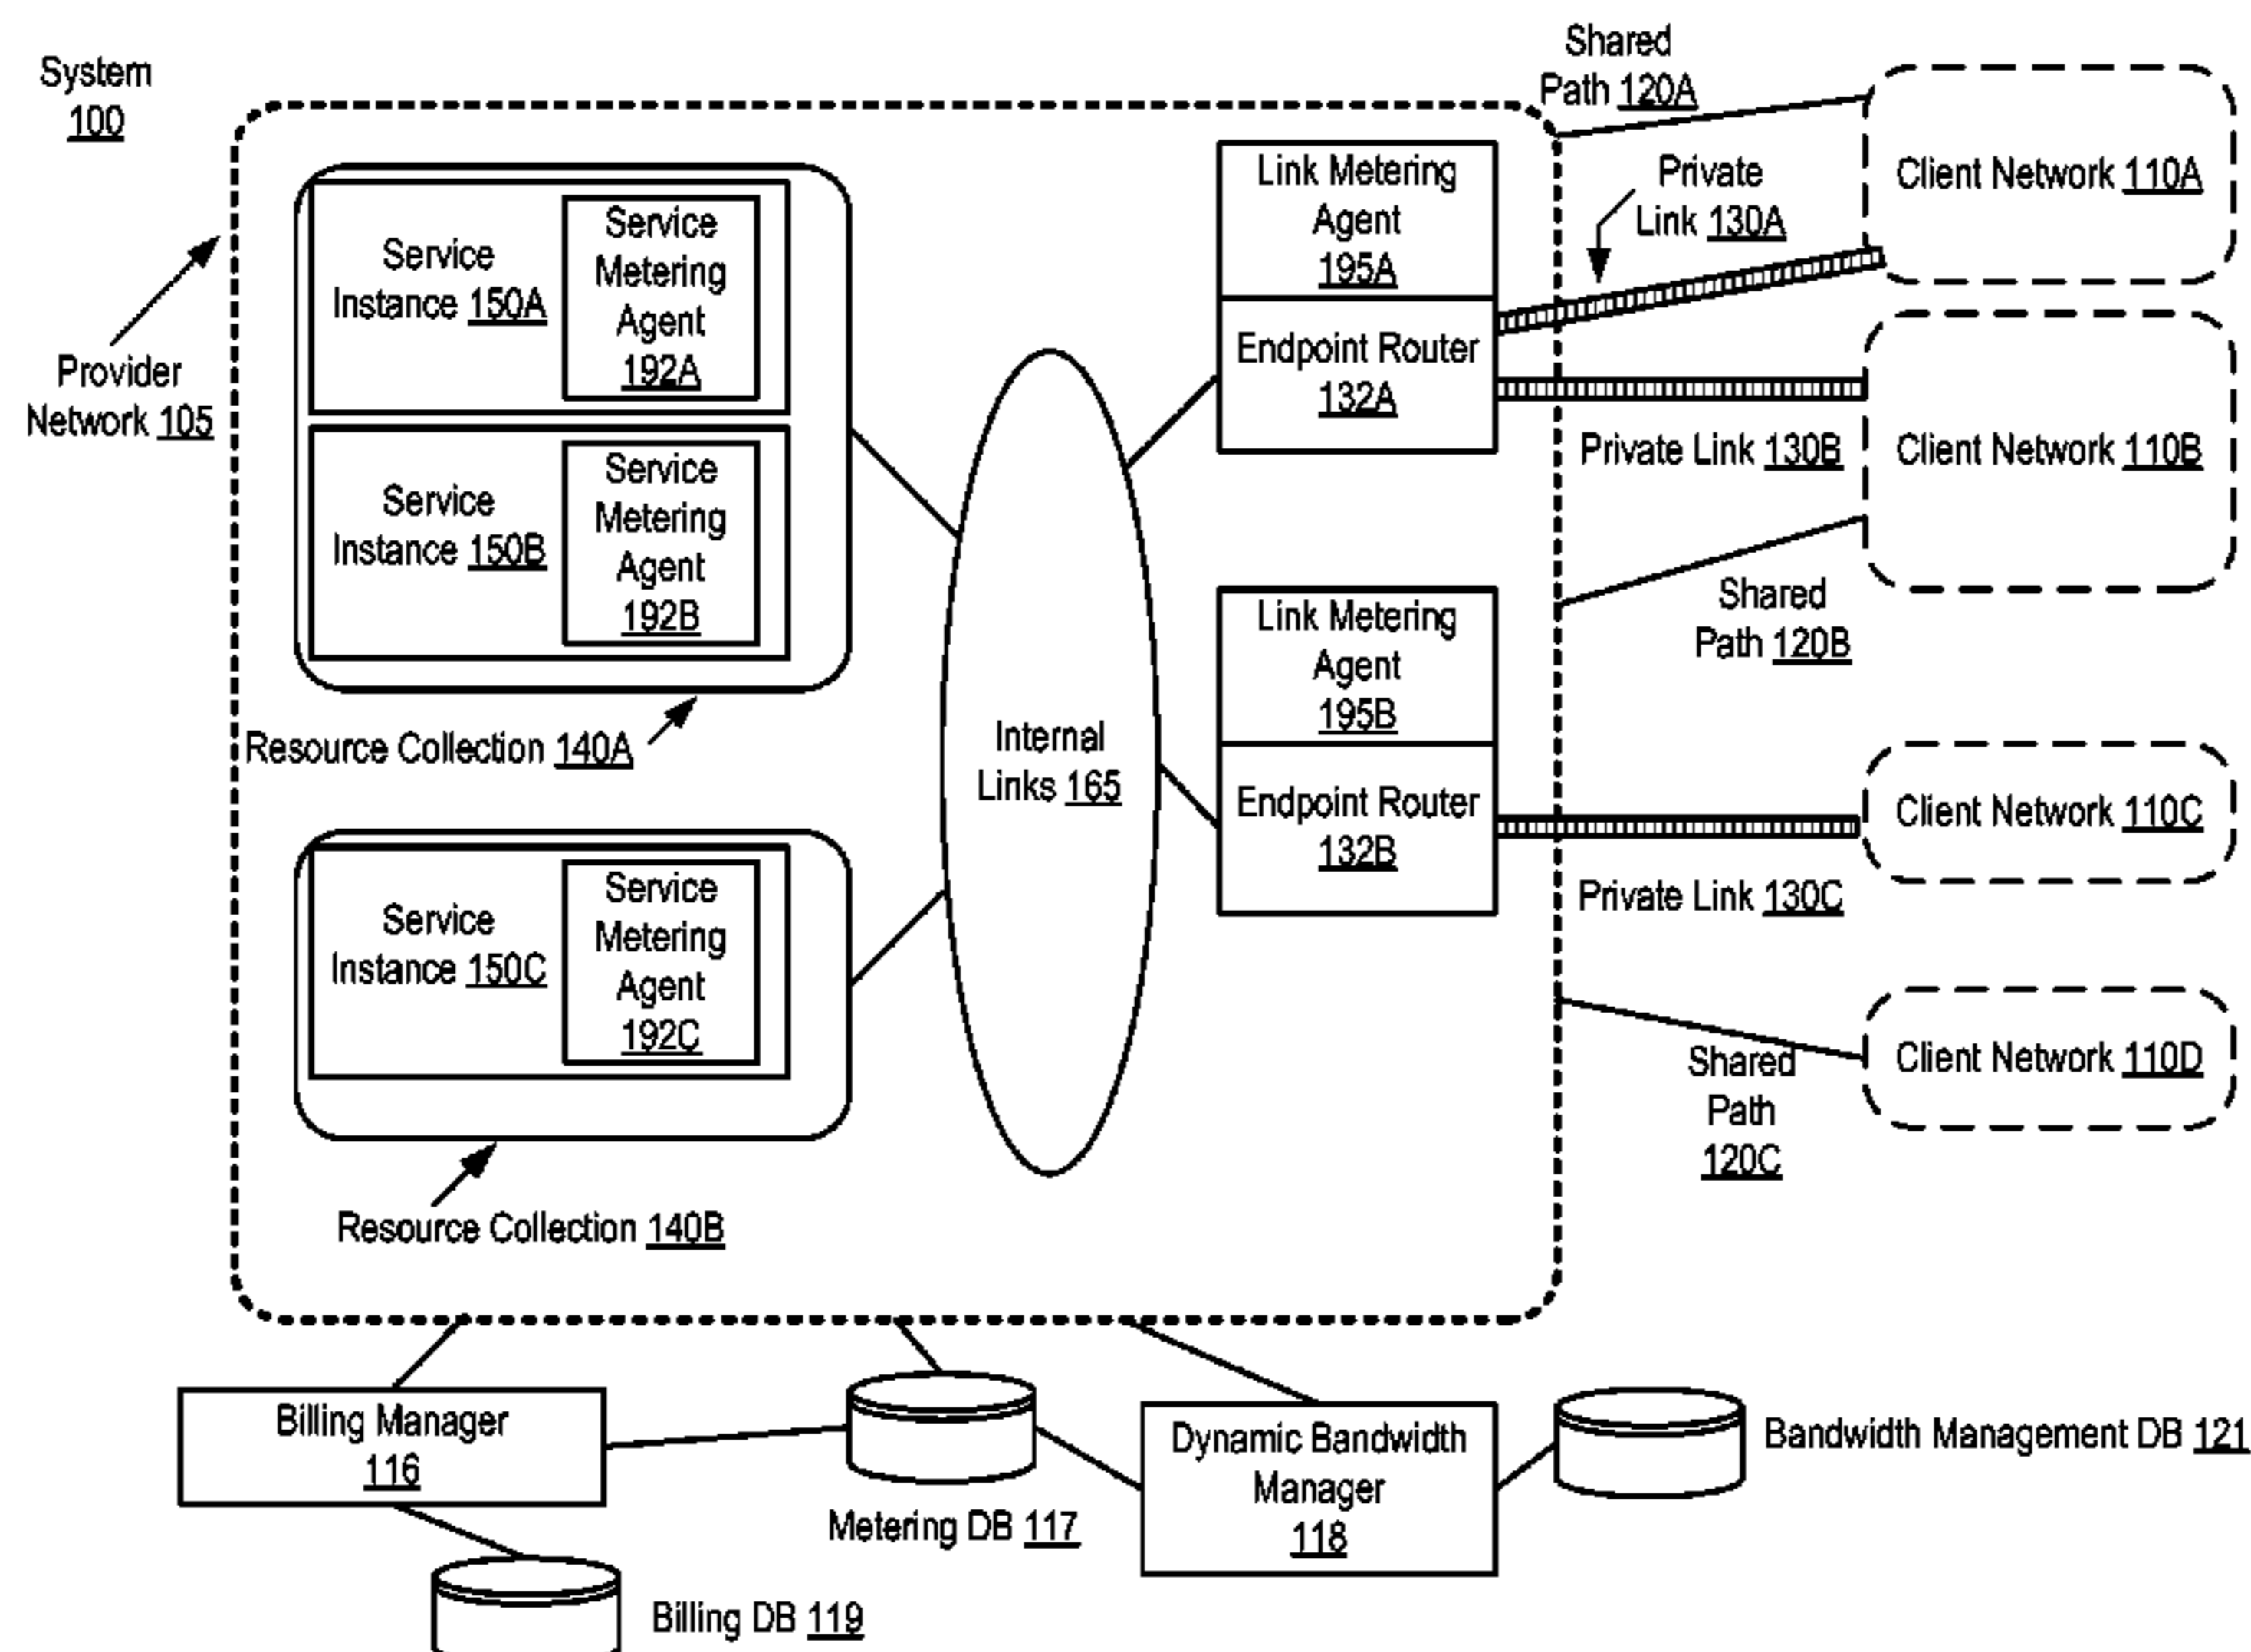 System
100
Provider
Network 105
Service
Instance 150A
Service
Metering
Agent
192A
Service
Instance 150B
Service
Metering
Agent
192B
Resource Collection 140A
Service
Instance 150C
Service
Metering
Agent
192C
Resource Collection 140B
Internal
Links 165
Link Metering
Agent
195A
Endpoint Router
132A
Link Metering
Agent
195B
Endpoint Router
132B
Shared
Path 120A
Private
Link 130A
Client Network 110A
Private Link 130B
Client Network 110B
Shared
Path 120B
Client Network 110C
Private Link 130C
Client Network 110D
Shared
Path
120C
Billing Manager
116
Metering DB 117
Dynamic Bandwidth
Manager
118
Bandwidth Management DB 121
Billing DB 119